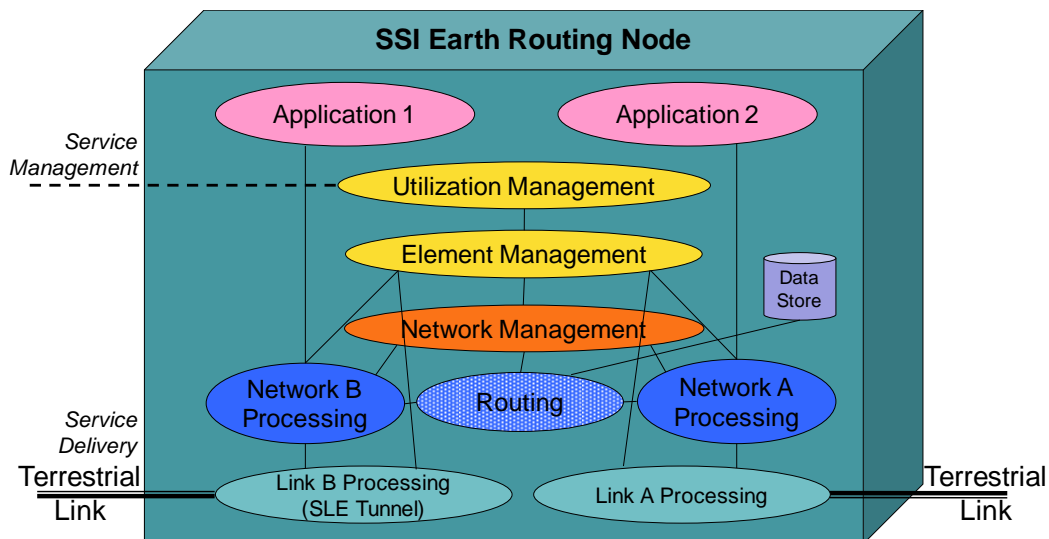 SSI Earth Routing Node
Application 1
Application 2
Service
Management
Utilization Management
Element Management
Data
Store
Network Management
Network B
Processing
Routing
Network A
Processing
Service
Delivery
Terrestrial
Link
Link B Processing
(SLE Tunnel)
Link A Processing
Terrestrial
Link